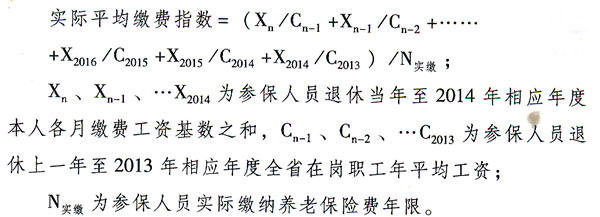 实际平均缴费指数=（Xn/Cn-1+Xn-1/Cn-2+……
+X2016/C2015+X2015/C2014+X2014/C2013）/N实缴；
Xn、Xn-1、…X2014为参保人员退休当年至2014年相应年度
本人各月缴费工资基数之和，Cn-1、Cn-2、…C2013为参保人员退
休上一年至2013年相应年度全省在岗职工年平均工资；
N实缴为参保人员实际缴纳养老保险费年限。